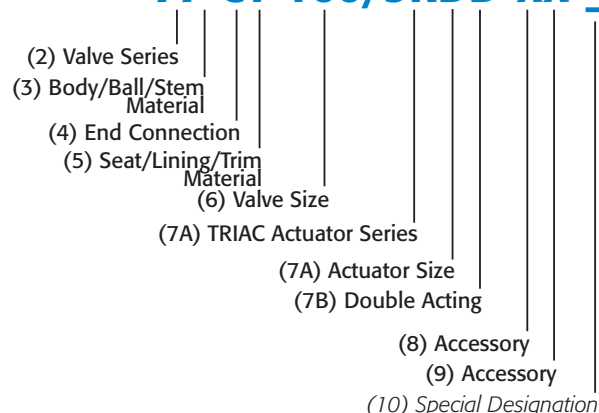 (2) Valve Series
(3) Body/Ball/Stem
Material
(4) End Connection
(5) Seat/Lining/Trim
Material
(6) Valve Size
(7A) TRIAC Actuator Series
(7A) Actuator Size
(7B) Double Acting
(8) Accessory
(9) Accessory
(10) Special Designation